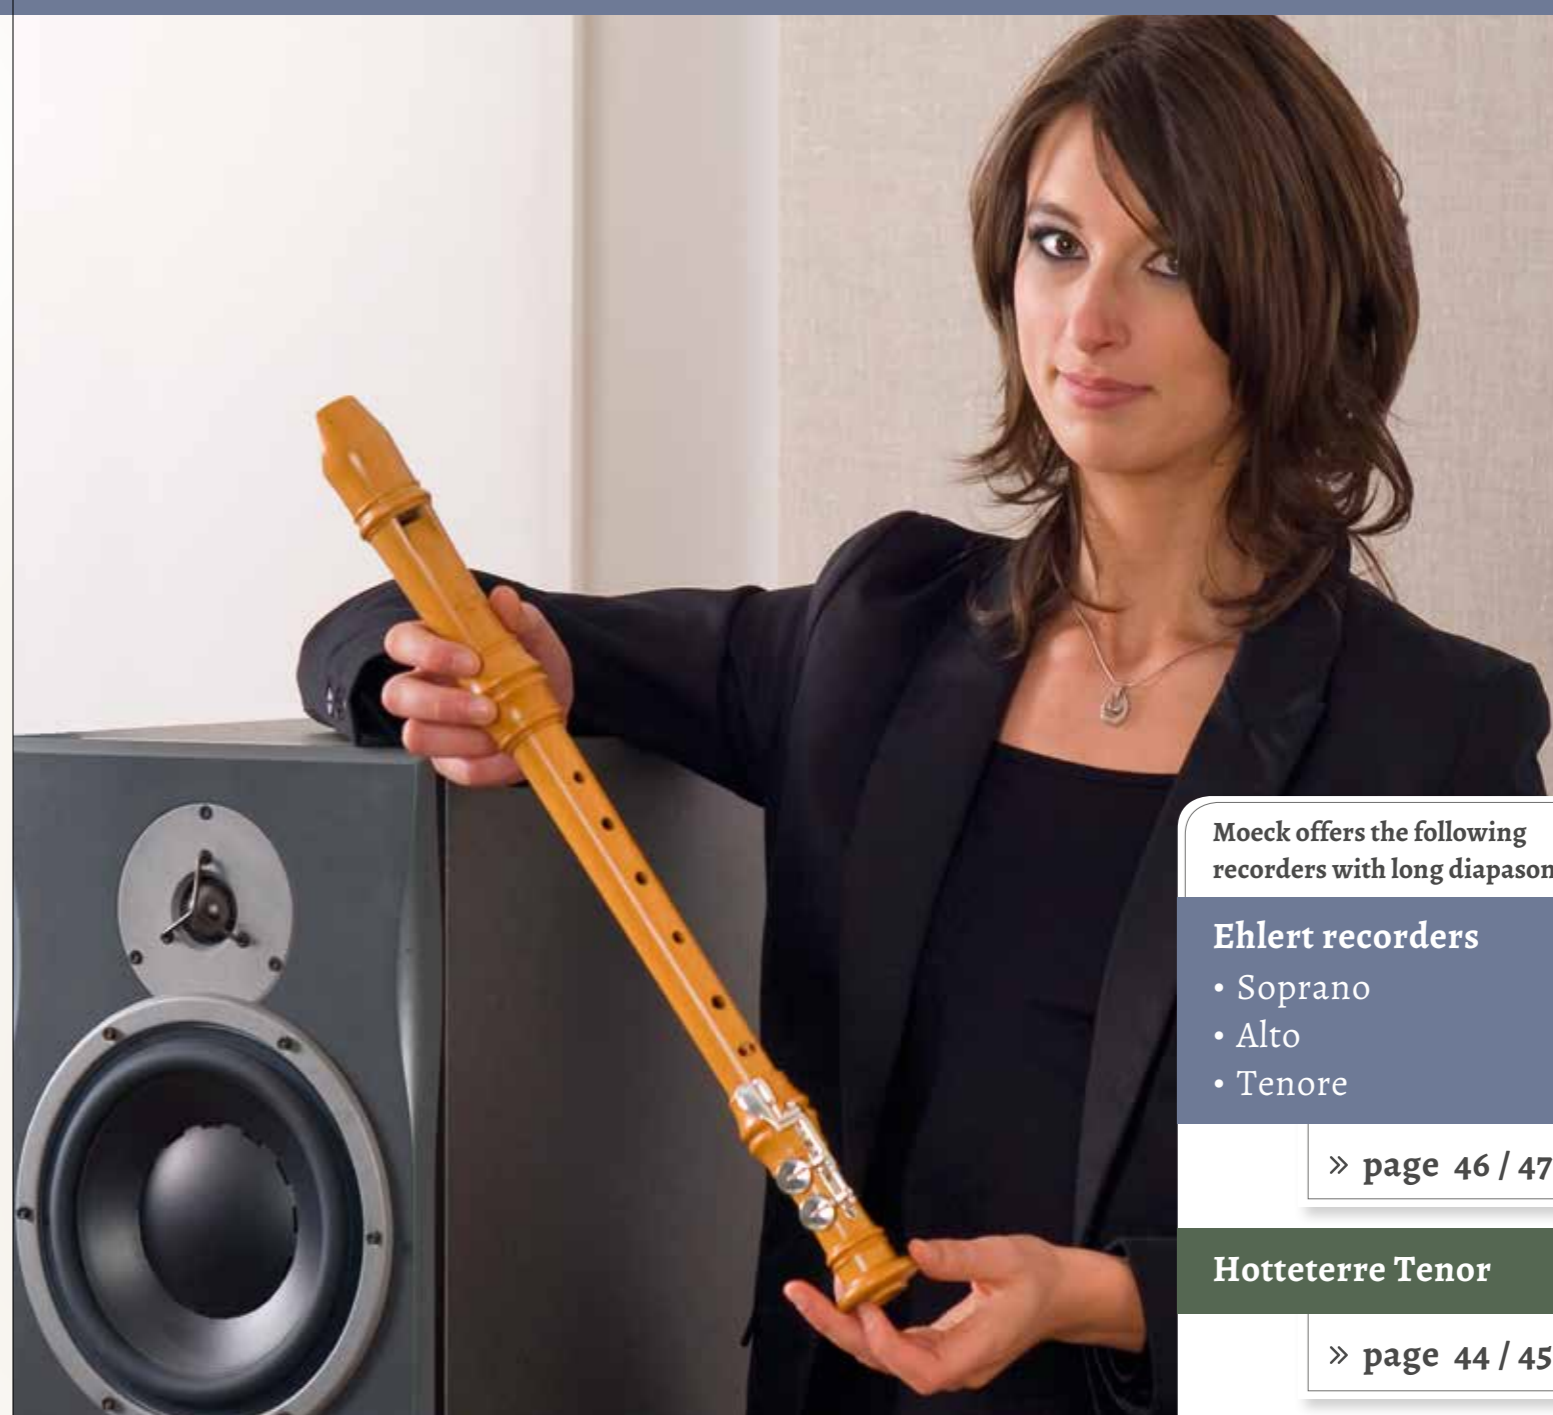 Moeck offers the following
recorders with long diapason
Ehlert recorders
• Soprano
• Alto
• Tenore
» page 46 / 47
Hotteterre Tenor
» page 44 / 45